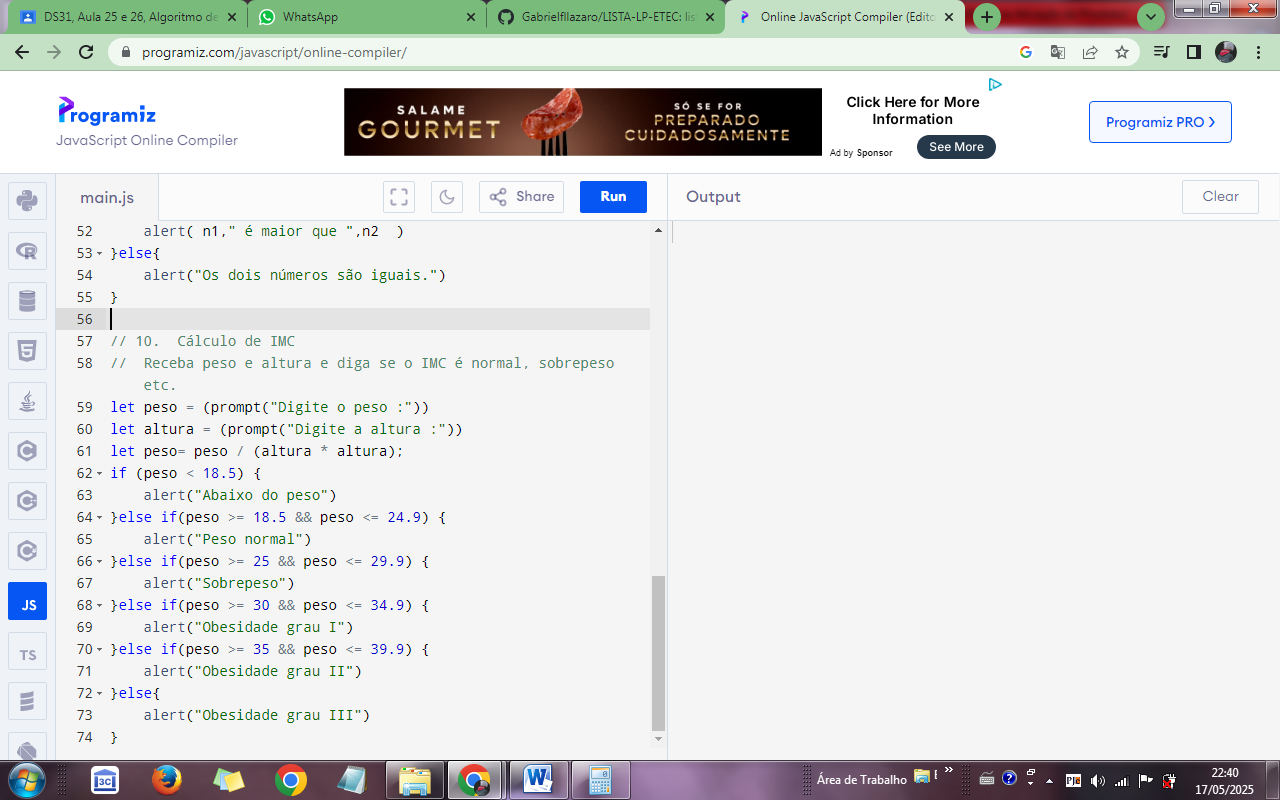 DS31, Aula 25 e 26, Algoritmo de
WhatsApp
Gabrielfllazaro/LISTA-LP-ETEC: lis
Online JavaScript Compiler (Edito
programiz.com/javascript/online-compiler/
Programiz
JavaScript Online Compiler
SALAME
GOURMET
SÓ SE FOR
PREPARADO
CUIDADOSAMENTE
Click Here for More
Information
Ad by Sponsor
See More
Programiz PRO
main.js
Share
Run
Output
Clear
52 alert( n1," é maior que ",n2  )
53 }else{
54 alert("Os dois números são iguais.")
55 }
56
57 // 10.  Cálculo de IMC
58 //  Receba peso e altura e diga se o IMC é normal, sobrepeso
etc.
59 let peso = (prompt("Digite o peso :"))
60 let altura = (prompt("Digite a altura :"))
61 let peso= peso / (altura * altura);
62 if (peso < 18.5) {
63 alert("Abaixo do peso")
64 }else if(peso >= 18.5 && peso <= 24.9) {
65 alert("Peso normal")
66 }else if(peso >= 25 && peso <= 29.9) {
67 alert("Sobrepeso")
68 }else if(peso >= 30 && peso <= 34.9) {
69 alert("Obesidade grau I")
70 }else if(peso >= 35 && peso <= 39.9) {
71 alert("Obesidade grau II")
72 }else{
73 alert("Obesidade grau III")
74 }
JS
TS
3C
Área de Trabalho
PJe
22:40
17/05/2025